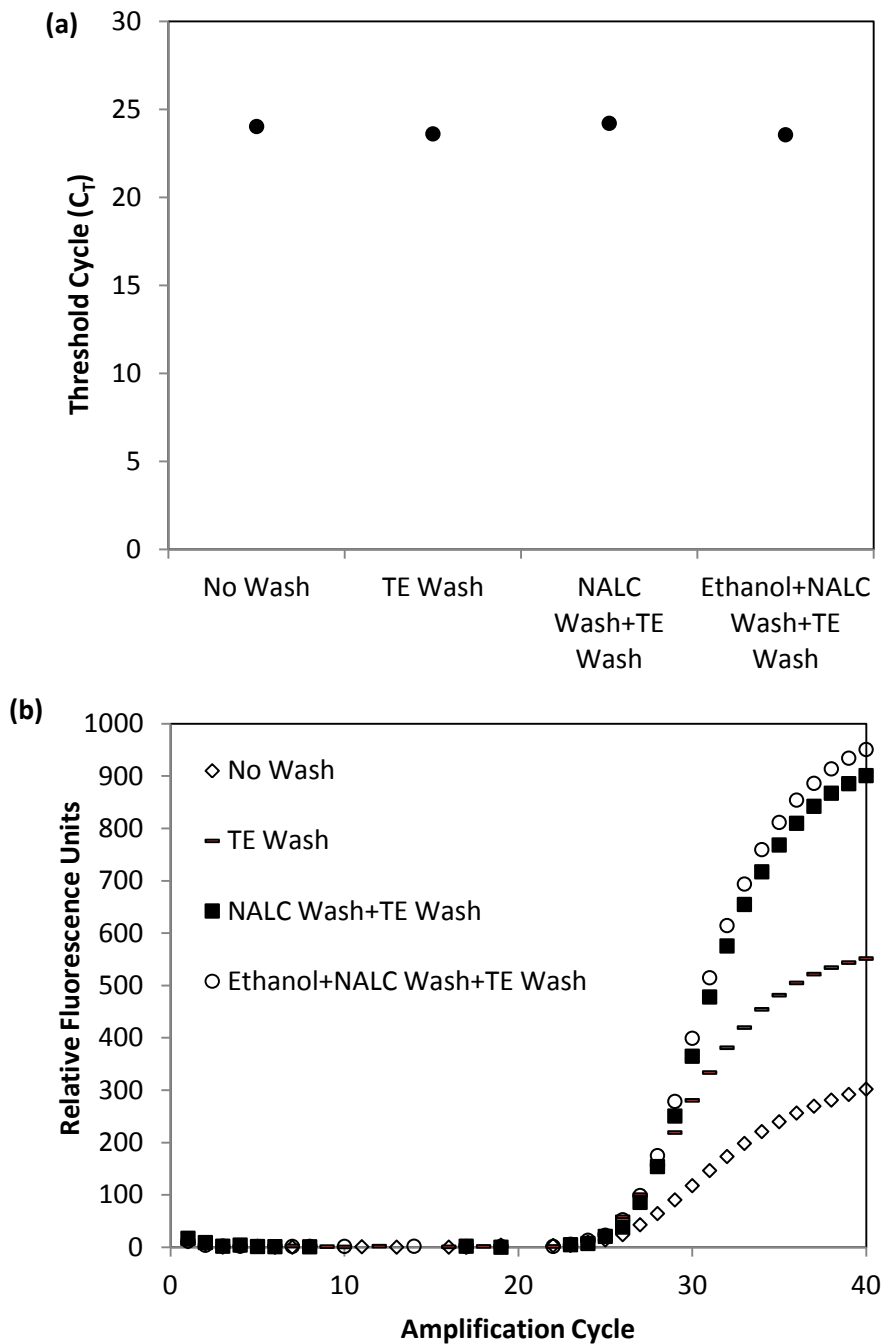 (a)
30
25
20
15
10
5
0
Threshold Cycle (C_T)
No Wash
TE Wash
NALC
Wash+TE
Wash
Ethanol+NALC
Wash+TE
Wash
(b)
1000
900
800
700
600
500
400
300
200
100
0
Relative Fluorescence Units
No Wash
TE Wash
NALC Wash+TE Wash
Ethanol+NALC Wash+TE Wash
0
10
20
30
40
Amplification Cycle